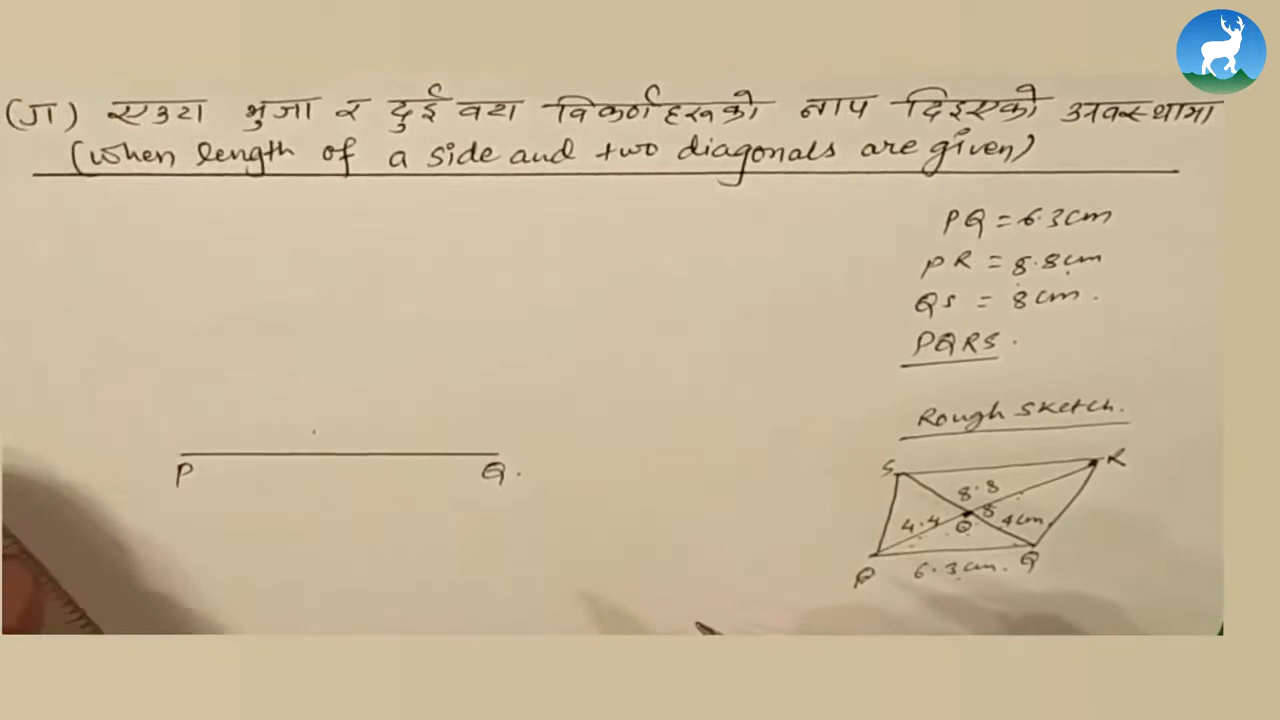 (ग) एउटा भुजा र दुई वटा विकर्णहरूको नाप दिइएको अवस्थामा
(when length of a side and two diagonals are given)
PQ = 6.3cm
PR = 8.8cm
QS = 8cm.
PQRS.
Rough Sketch.
P Q.
S R
8.8
4.4 O 8 4cm
P 6.3cm. Q